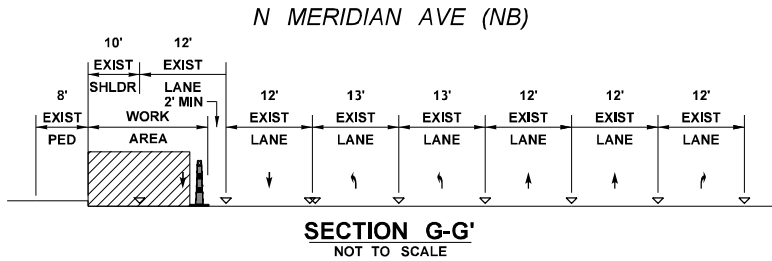 N MERIDIAN AVE (NB)
10' 12'
EXIST EXIST
SHLDR LANE
8' 2' MIN 12' 13' 13' 12' 12' 12'
EXIST WORK EXIST EXIST EXIST EXIST EXIST EXIST
PED AREA LANE LANE LANE LANE LANE LANE
SECTION G-G'
NOT TO SCALE